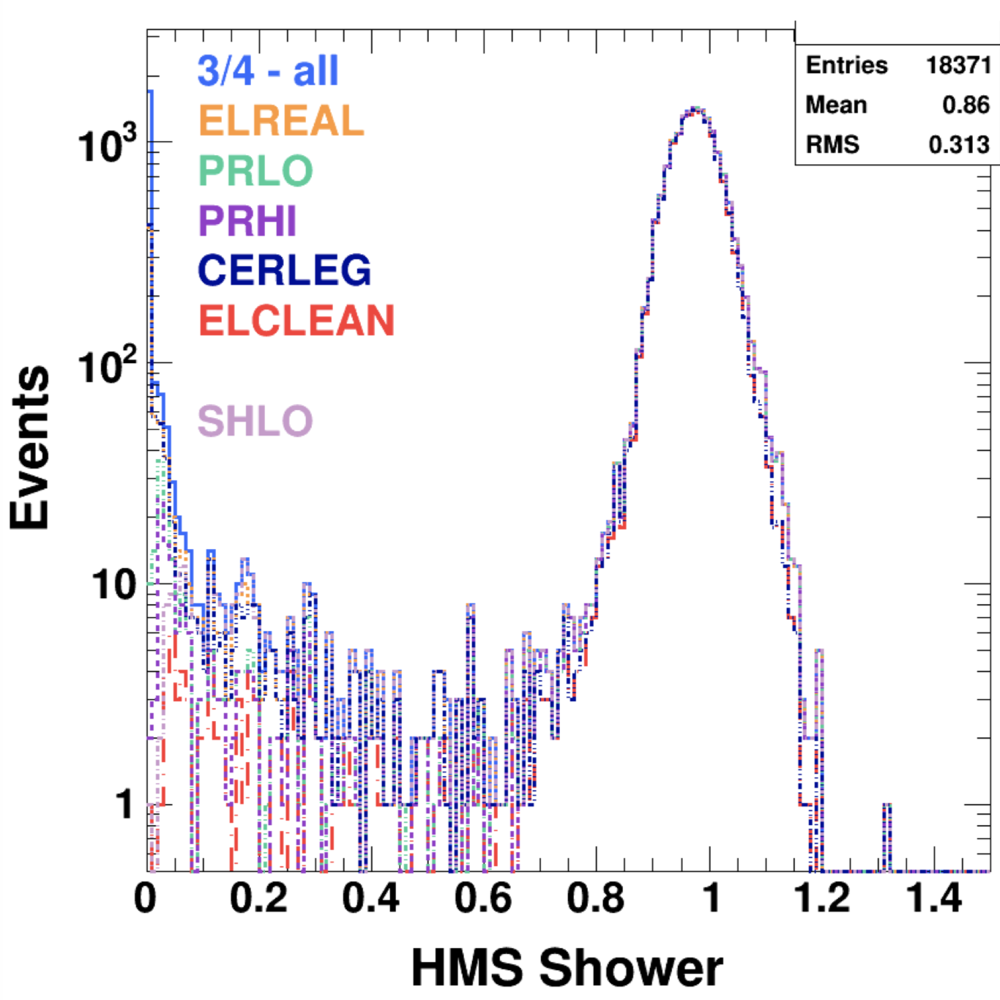 3/4 - all
ELREAL
PRLO
PRHI
CERLEG
ELCLEAN
SHLO
Entries 18371
Mean 0.86
RMS 0.313
Events
10³
10²
10
1
0 0.2 0.4 0.6 0.8 1 1.2 1.4
HMS Shower